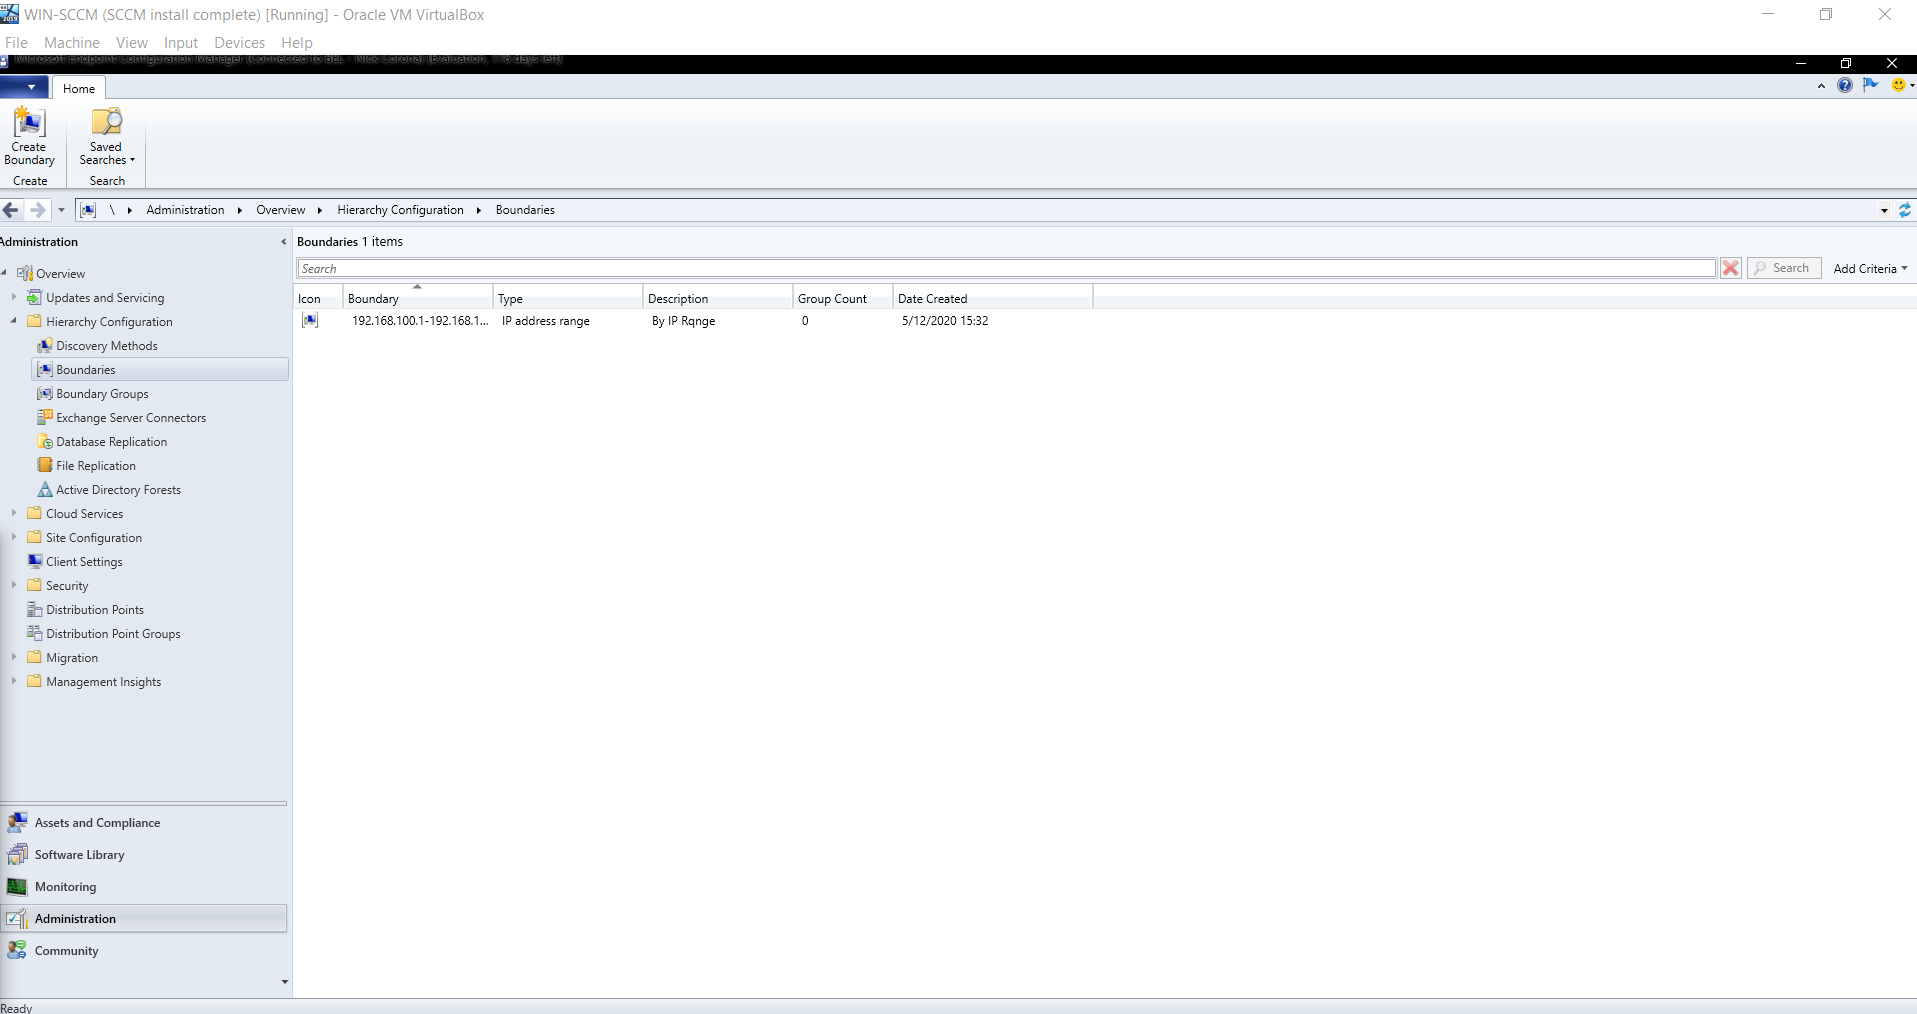 WIN-SCCM (SCCM install complete) [Running] - Oracle VM VirtualBox
File Machine View Input Devices Help
Microsoft Endpoint Configuration Manager (Connected to BEL - Nick Corona) (Evaluation, 178 days left)
Home
Create Boundary
Saved Searches
Create
Search
\ Administration Overview Hierarchy Configuration Boundaries
Administration
Overview
Updates and Servicing
Hierarchy Configuration
Discovery Methods
Boundaries
Boundary Groups
Exchange Server Connectors
Database Replication
File Replication
Active Directory Forests
Cloud Services
Site Configuration
Client Settings
Security
Distribution Points
Distribution Point Groups
Migration
Management Insights
Assets and Compliance
Software Library
Monitoring
Administration
Community
Boundaries 1 items
Search
Search
Add Criteria
Icon Boundary Type Description Group Count Date Created
192.168.100.1-192.168.1... IP address range By IP Rqnge 0 5/12/2020 15:32
Ready